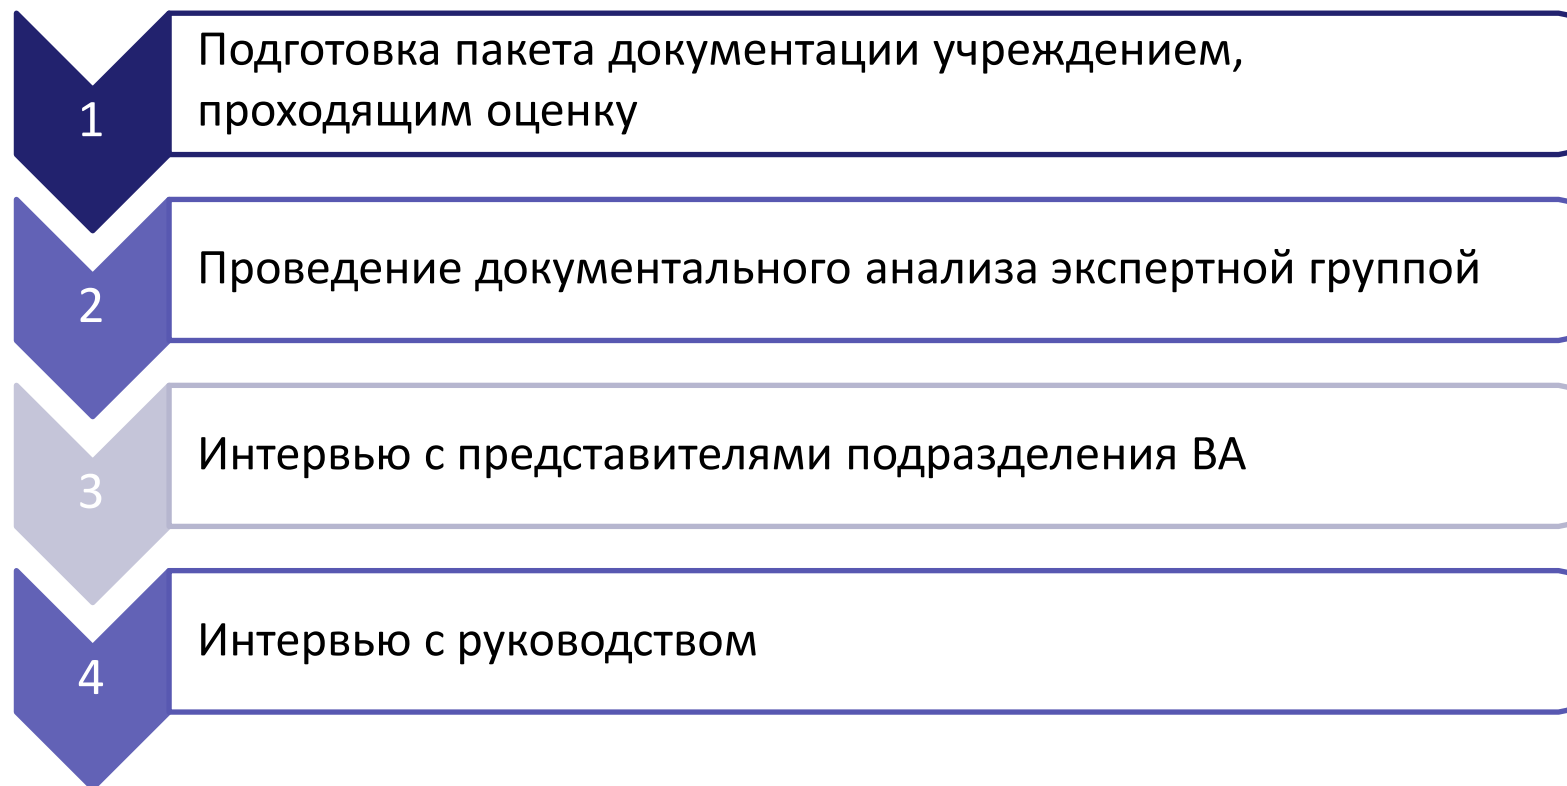 1
Подготовка пакета документации учреждением,
проходящим оценку
2
Проведение документального анализа экспертной группой
3
Интервью с представителями подразделения ВА
4
Интервью с руководством